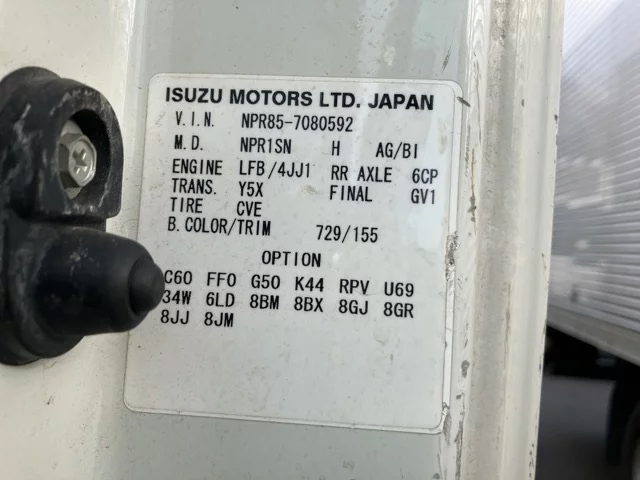 ISUZU MOTORS LTD. JAPAN
V.I.N. NPR85-7080592
M.D. NPR1SN H AG/BI
ENGINE LFB/4JJ1 RR AXLE 6CP
TRANS. Y5X FINAL GV1
TIRE CVE
B.COLOR/TRIM 729/155
OPTION
C60 FF0 G50 K44 RPV U69
34W 6LD 8BM 8BX 8GJ 8GR
8JJ 8JM